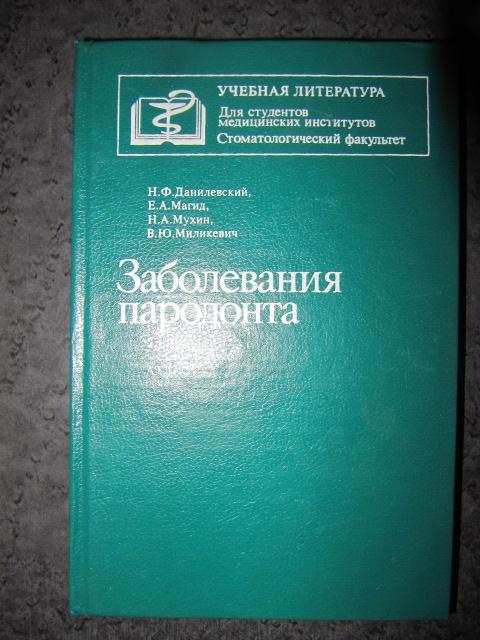 УЧЕБНАЯ ЛИТЕРАТУРА
Для студентов
медицинских институтов
Стоматологический факультет
Н.Ф.Данилевский,
Е.А.Магид,
Н.А.Мухин,
В.Ю.Миликевич
Заболевания
пародонта